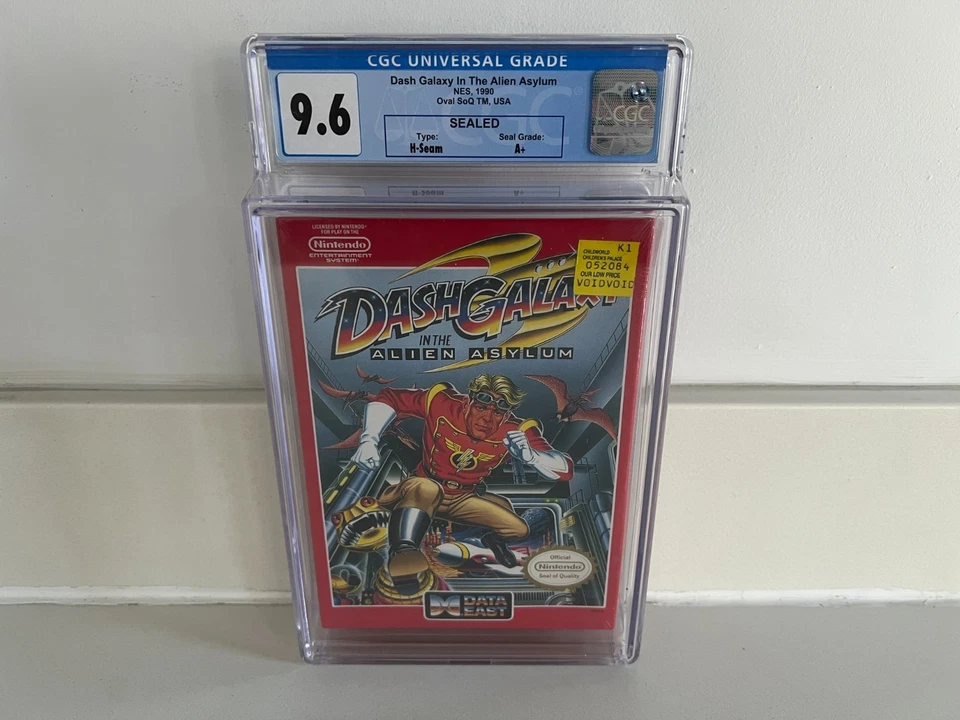 CGC UNIVERSAL GRADE
9.6
Dash Galaxy In The Alien Asylum
NES, 1990
Oval SoQ TM, USA
SEALED
Type:
Seal Grade:
H-Seam
A+
CGC
LICENSED BY NINTENDO®
FOR PLAY ON THE
Nintendo®
ENTERTAINMENT
SYSTEM®
CHILDWORLD K1
CHILDREN'S PALACE
052084
OUR LOW PRICE
VOIDVOID
DASH GALAXY
IN THE
ALIEN ASYLUM
Official
Nintendo
Seal of Quality
DATA
EAST